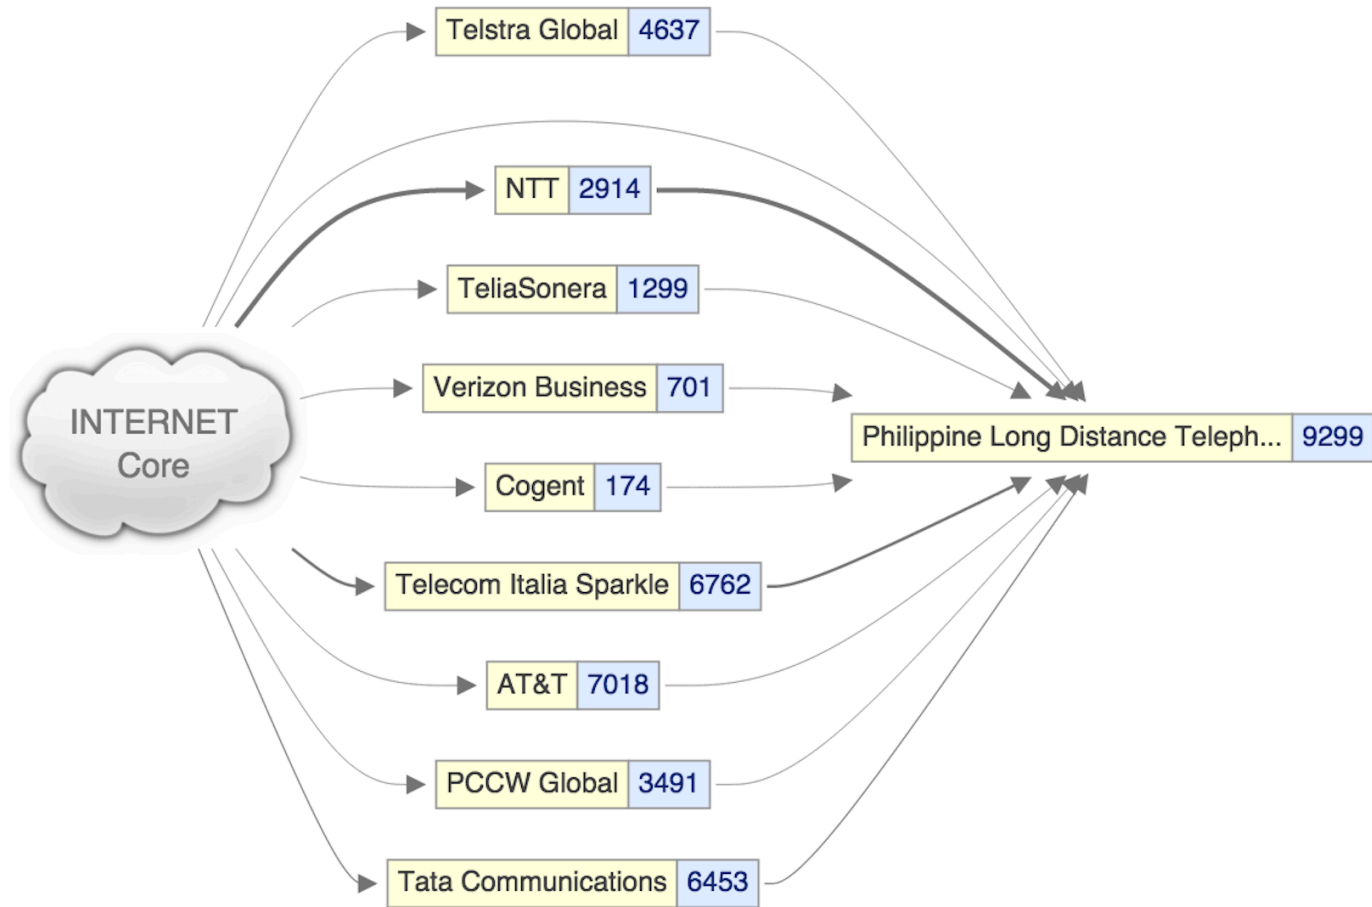 Telstra Global 4637
NTT 2914
TeliaSonera 1299
Verizon Business 701
INTERNET
Core
Philippine Long Distance Teleph... 9299
Cogent 174
Telecom Italia Sparkle 6762
AT&T 7018
PCCW Global 3491
Tata Communications 6453